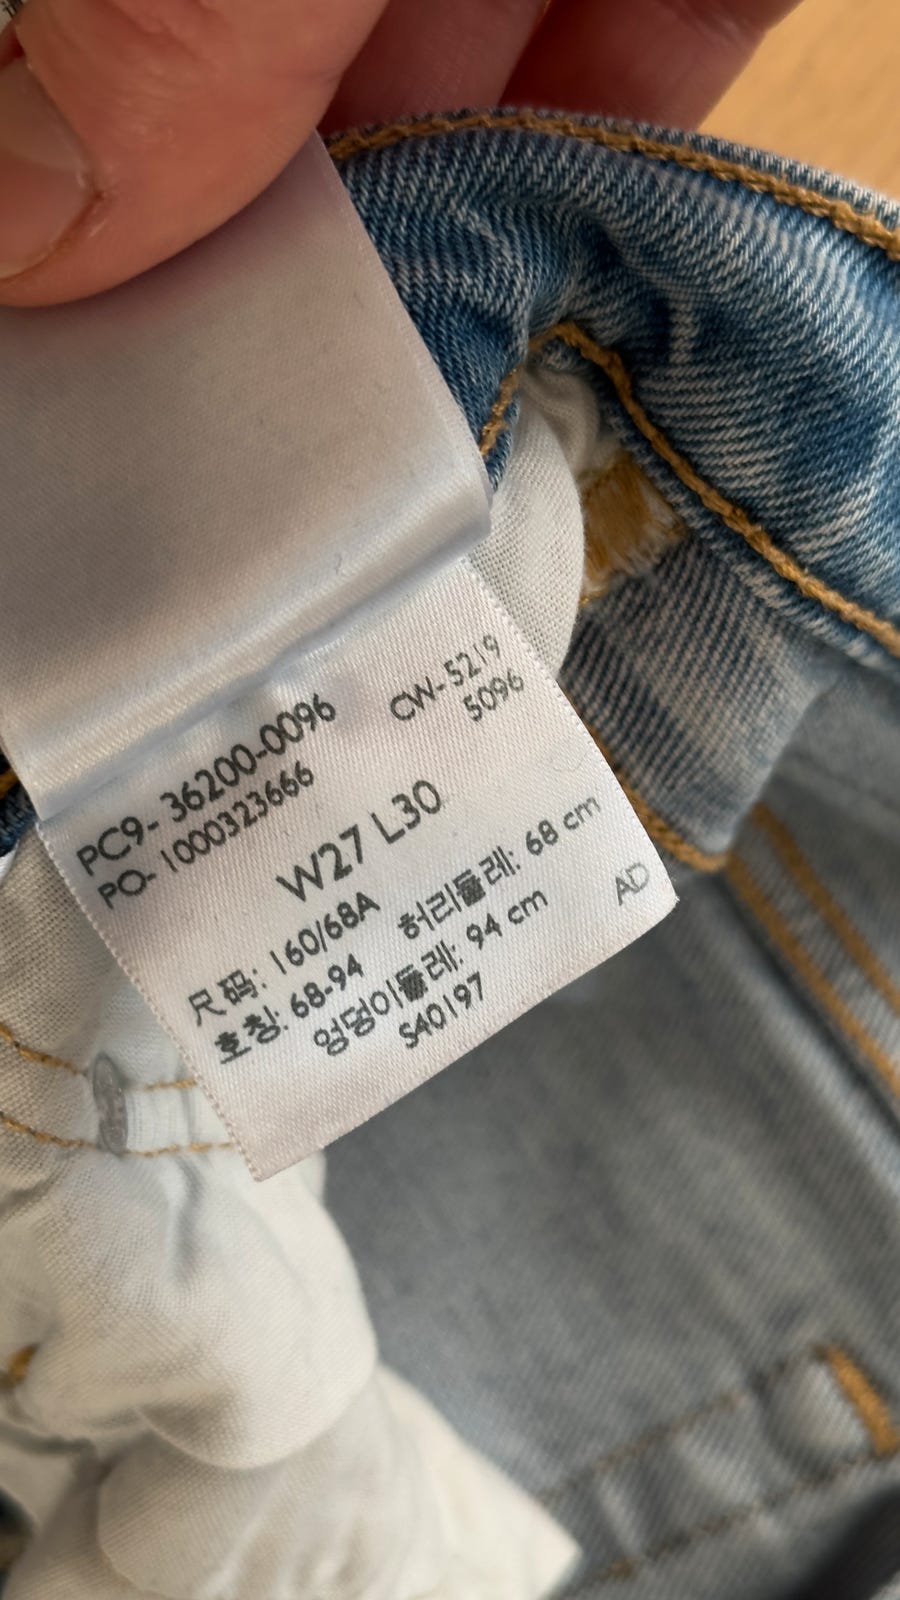 PC9- 36200-0096 CW- 5219
PO- 1000323666 5096
W27 L30
尺码: 160/68A 허리둘레: 68 cm
호칭: 68-94 엉덩이둘레: 94 cm AD
S40197